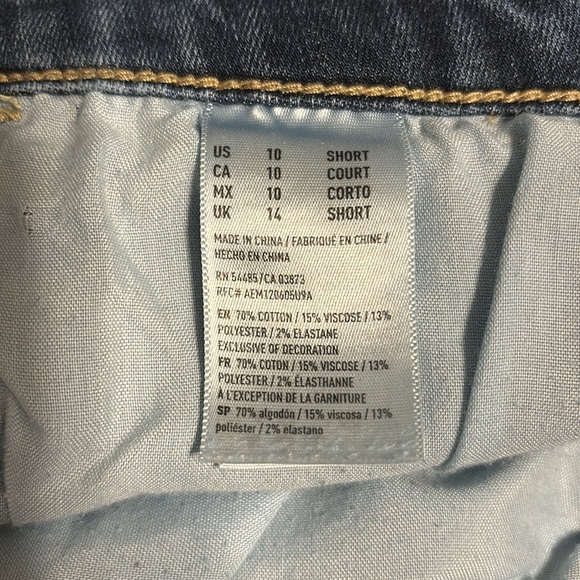 US 10 SHORT
CA 10 COURT
MX 10 CORTO
UK 14 SHORT
MADE IN CHINA / FABRIQUÉ EN CHINE /
HECHO EN CHINA
RN 54485/CA 03873
RFC# AEM120605U9A
EN 70% COTTON / 15% VISCOSE / 13%
POLYESTER / 2% ELASTANE
EXCLUSIVE OF DECORATION
FR 70% COTON / 15% VISCOSE / 13%
POLYESTER / 2% ÉLASTHANNE
À L'EXCEPTION DE LA GARNITURE
SP 70% algodón / 15% viscosa / 13%
poliéster / 2% elastano